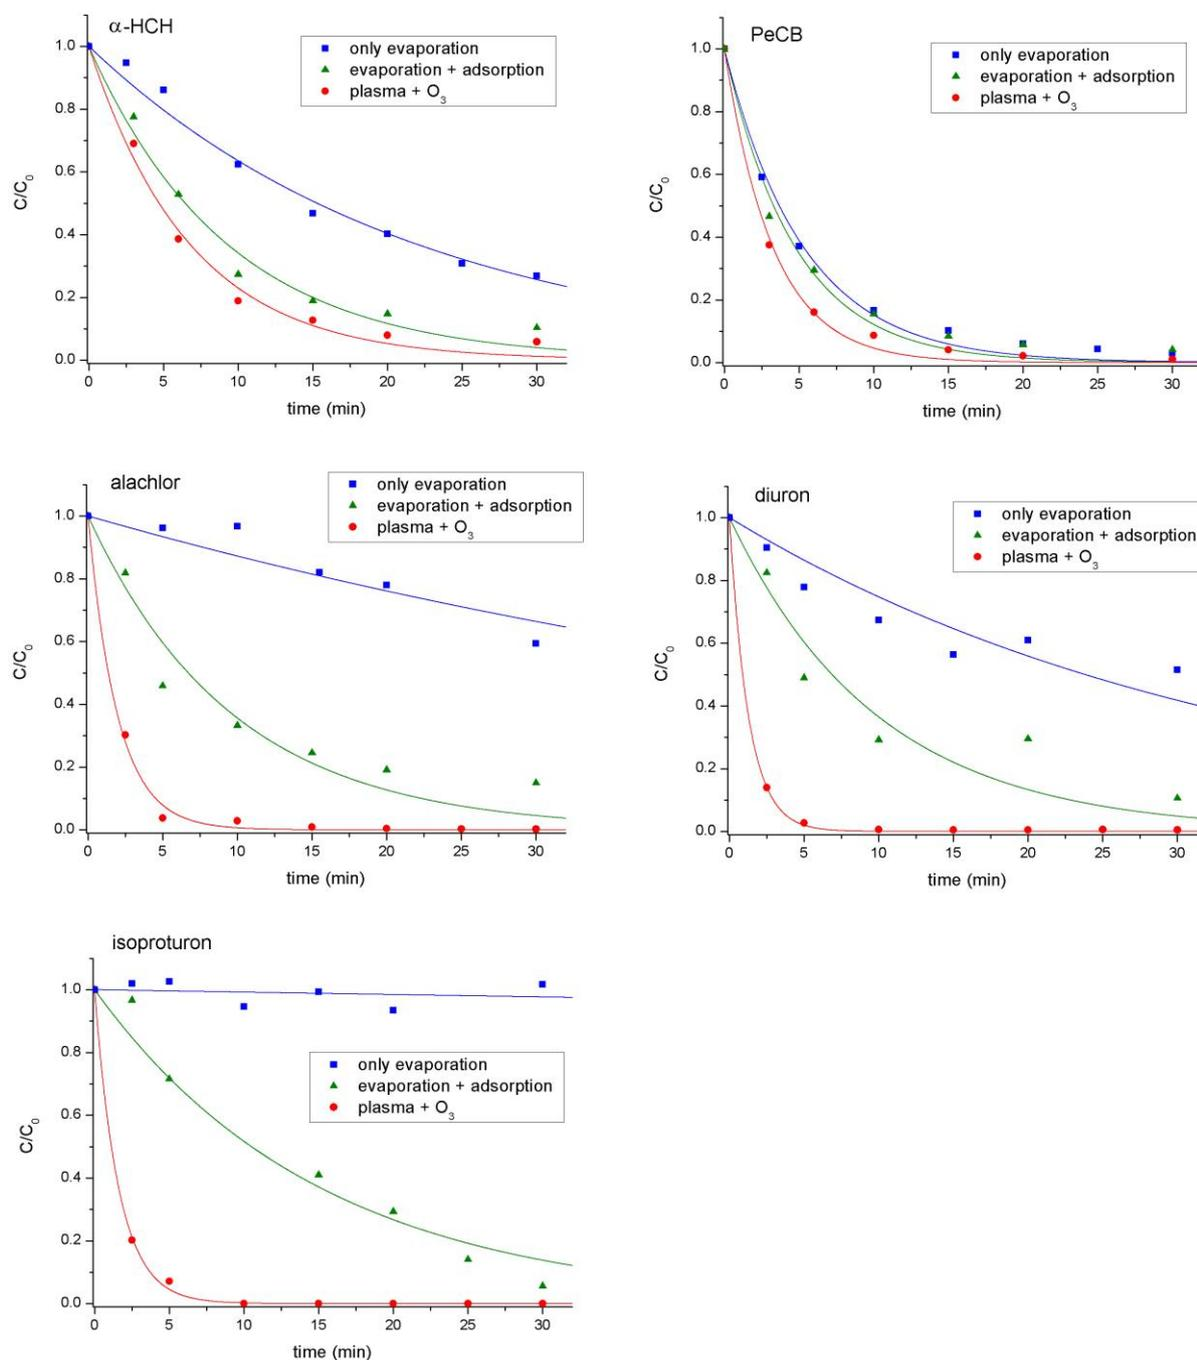 α-HCH
only evaporation
evaporation + adsorption
plasma + O₃
C/C₀
1.0
0.8
0.6
0.4
0.2
0.0
0 5 10 15 20 25 30
time (min)
PeCB
only evaporation
evaporation + adsorption
plasma + O₃
C/C₀
1.0
0.8
0.6
0.4
0.2
0.0
0 5 10 15 20 25 30
time (min)
alachlor
only evaporation
evaporation + adsorption
plasma + O₃
C/C₀
1.0
0.8
0.6
0.4
0.2
0.0
0 5 10 15 20 25 30
time (min)
diuron
only evaporation
evaporation + adsorption
plasma + O₃
C/C₀
1.0
0.8
0.6
0.4
0.2
0.0
0 5 10 15 20 25 30
time (min)
isoproturon
only evaporation
evaporation + adsorption
plasma + O₃
C/C₀
1.0
0.8
0.6
0.4
0.2
0.0
0 5 10 15 20 25 30
time (min)